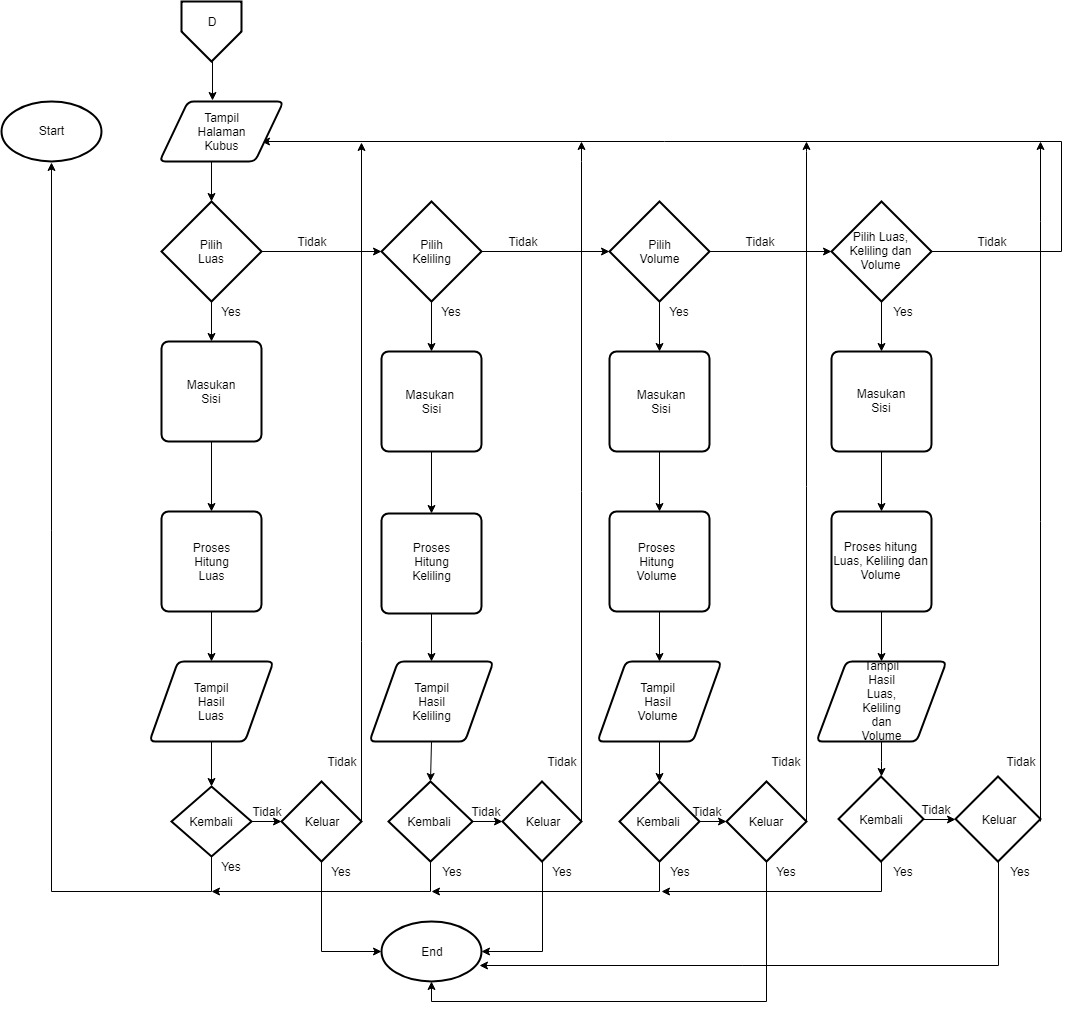 D
Start
Tampil
Halaman
Kubus
Pilih
Luas
Tidak
Pilih
Keliling
Tidak
Pilih
Volume
Tidak
Pilih Luas,
Keliling dan
Volume
Tidak
Yes
Yes
Yes
Yes
Masukan
Sisi
Masukan
Sisi
Masukan
Sisi
Masukan
Sisi
Proses
Hitung
Luas
Proses
Hitung
Keliling
Proses
Hitung
Volume
Proses hitung
Luas, Keliling dan
Volume
Tampil
Hasil
Luas
Tampil
Hasil
Keliling
Tampil
Hasil
Volume
Tampil
Hasil
Luas,
Keliling
dan
Volume
Tidak
Tidak
Tidak
Tidak
Kembali
Tidak
Keluar
Kembali
Tidak
Keluar
Kembali
Tidak
Keluar
Kembali
Tidak
Keluar
Yes
Yes
Yes
Yes
Yes
Yes
Yes
Yes
End